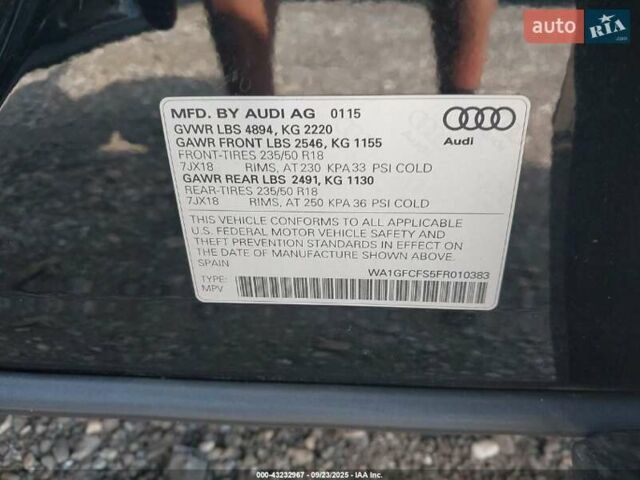 auto RIA.com
MFD. BY AUDI AG 0115
GVWR LBS 4894, KG 2220
GAWR FRONT LBS 2546, KG 1155
FRONT-TIRES 235/50 R18
7JX18 RIMS, AT 230 KPA 33 PSI COLD
GAWR REAR LBS 2491, KG 1130
REAR-TIRES 235/50 R18
7JX18 RIMS, AT 250 KPA 36 PSI COLD
Audi
THIS VEHICLE CONFORMS TO ALL APPLICABLE
U.S. FEDERAL MOTOR VEHICLE SAFETY AND
THEFT PREVENTION STANDARDS IN EFFECT ON
THE DATE OF MANUFACTURE SHOWN ABOVE.
SPAIN WA1GFCFS5FR010383
TYPE:
MPV
000-43232967 - 09/23/2025 - IAA Inc.